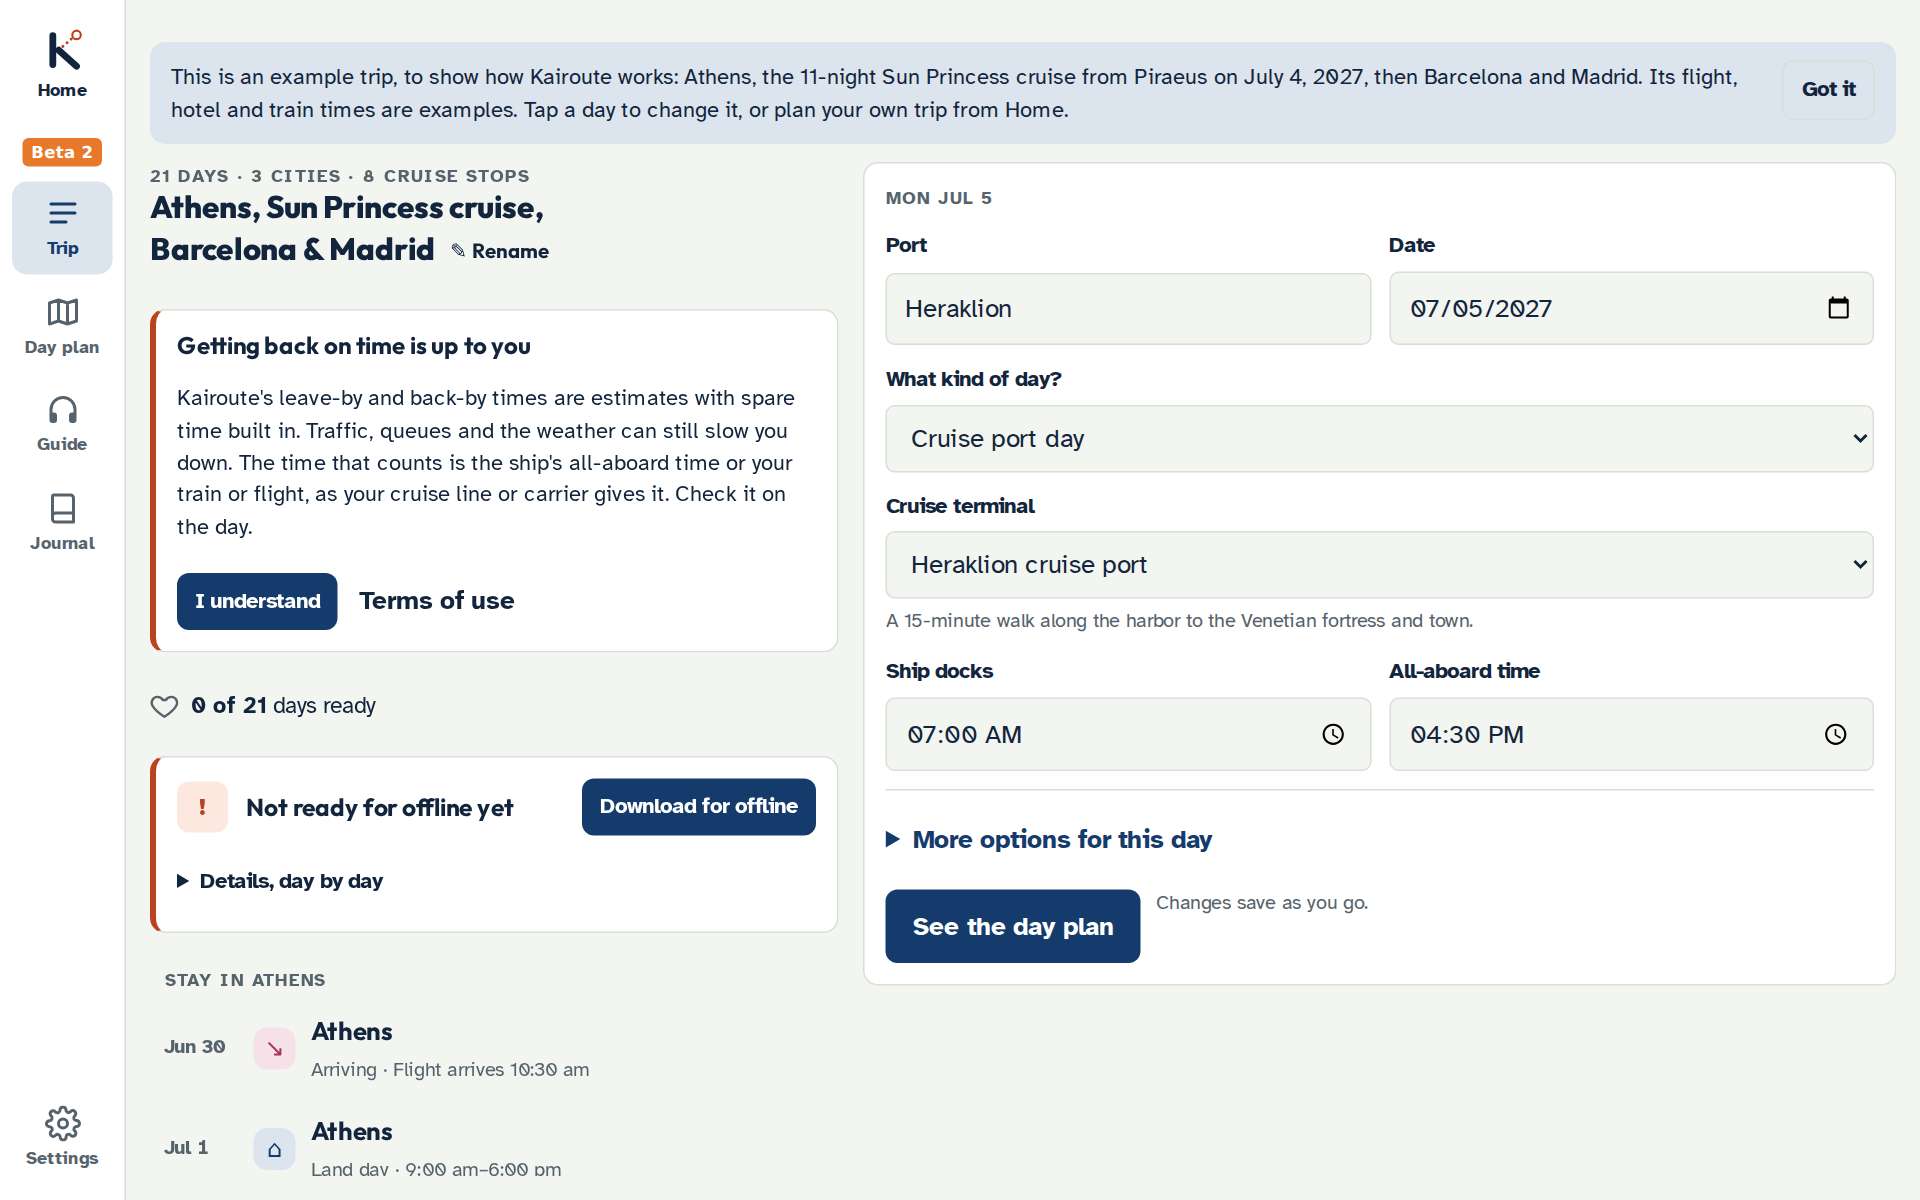 Home
Beta 2
Trip
Day plan
Guide
Journal
Settings
This is an example trip, to show how Kairoute works: Athens, the 11-night Sun Princess cruise from Piraeus on July 4, 2027, then Barcelona and Madrid. Its flight,
hotel and train times are examples. Tap a day to change it, or plan your own trip from Home.
Got it
21 DAYS · 3 CITIES · 8 CRUISE STOPS
Athens, Sun Princess cruise,
Barcelona & Madrid ✎ Rename
Getting back on time is up to you
Kairoute's leave-by and back-by times are estimates with spare
time built in. Traffic, queues and the weather can still slow you
down. The time that counts is the ship's all-aboard time or your
train or flight, as your cruise line or carrier gives it. Check it on
the day.
I understand Terms of use
0 of 21 days ready
! Not ready for offline yet Download for offline
Details, day by day
STAY IN ATHENS
Jun 30 Athens
Arriving · Flight arrives 10:30 am
Jul 1 Athens
Land day · 9:00 am–6:00 pm
MON JUL 5
Port Date
Heraklion 07/05/2027
What kind of day?
Cruise port day
Cruise terminal
Heraklion cruise port
A 15-minute walk along the harbor to the Venetian fortress and town.
Ship docks All-aboard time
07:00 AM 04:30 PM
More options for this day
See the day plan Changes save as you go.